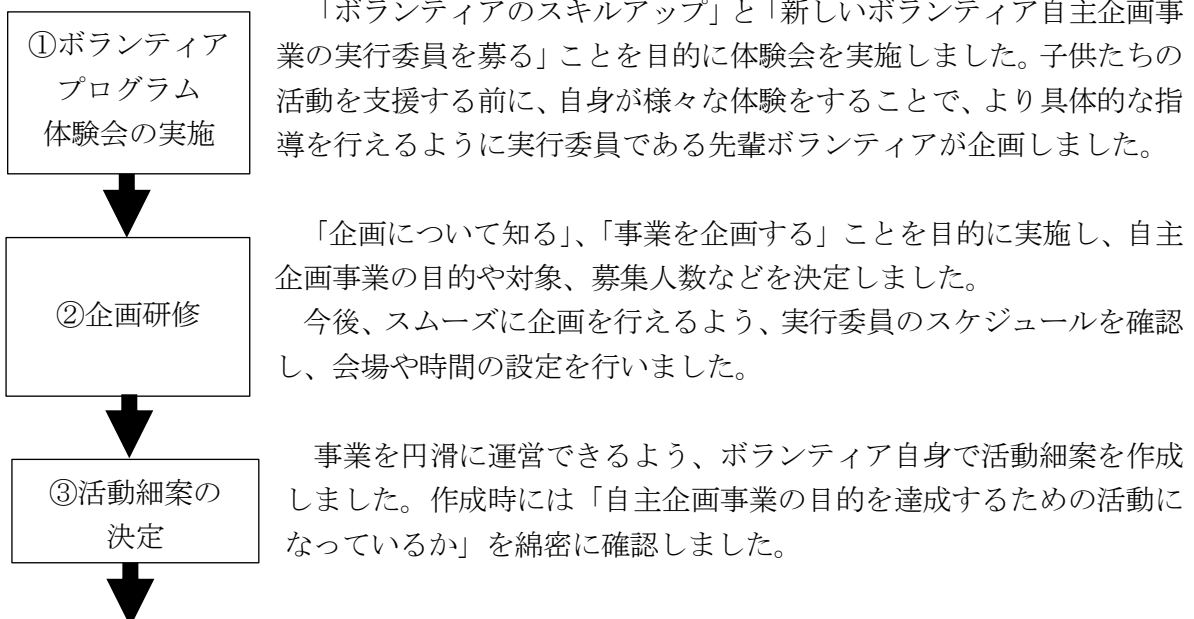 ①ボランティア
プログラム
体験会の実施
「ボランティアのスキルアップ」と「新しいボランティア自主企画事
業の実行委員を募る」ことを目的に体験会を実施しました。子供たちの
活動を支援する前に、自身が様々な体験をすることで、より具体的な指
導を行えるように実行委員である先輩ボランティアが企画しました。
②企画研修
「企画について知る」、「事業を企画する」ことを目的に実施し、自主
企画事業の目的や対象、募集人数などを決定しました。
今後、スムーズに企画を行えるよう、実行委員のスケジュールを確認
し、会場や時間の設定を行いました。
③活動細案の
決定
事業を円滑に運営できるよう、ボランティア自身で活動細案を作成
しました。作成時には「自主企画事業の目的を達成するための活動に
なっているか」を綿密に確認しました。